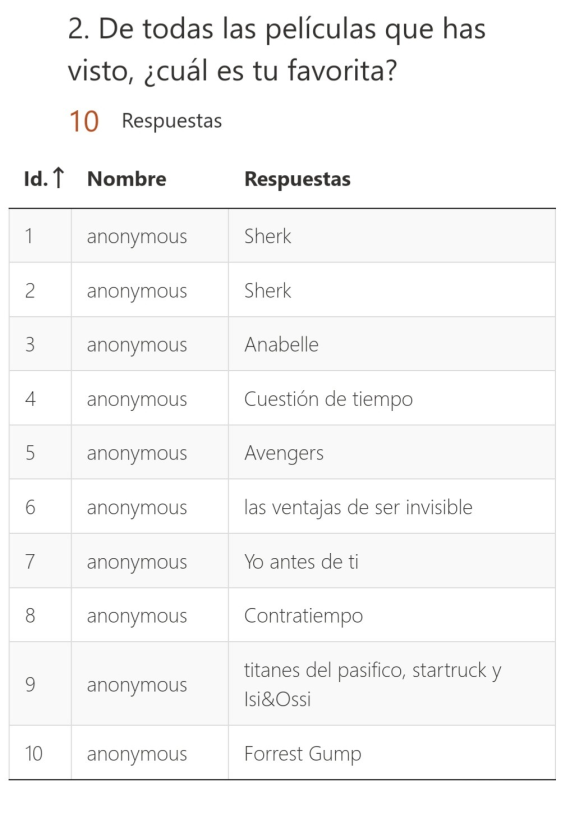 2. De todas las películas que has
visto, ¿cuál es tu favorita?
10 Respuestas
Id.↑ Nombre Respuestas
1 anonymous Sherk
2 anonymous Sherk
3 anonymous Anabelle
4 anonymous Cuestión de tiempo
5 anonymous Avengers
6 anonymous las ventajas de ser invisible
7 anonymous Yo antes de ti
8 anonymous Contratiempo
9 anonymous titanes del pasifico, startruck y
Isi&Ossi
10 anonymous Forrest Gump